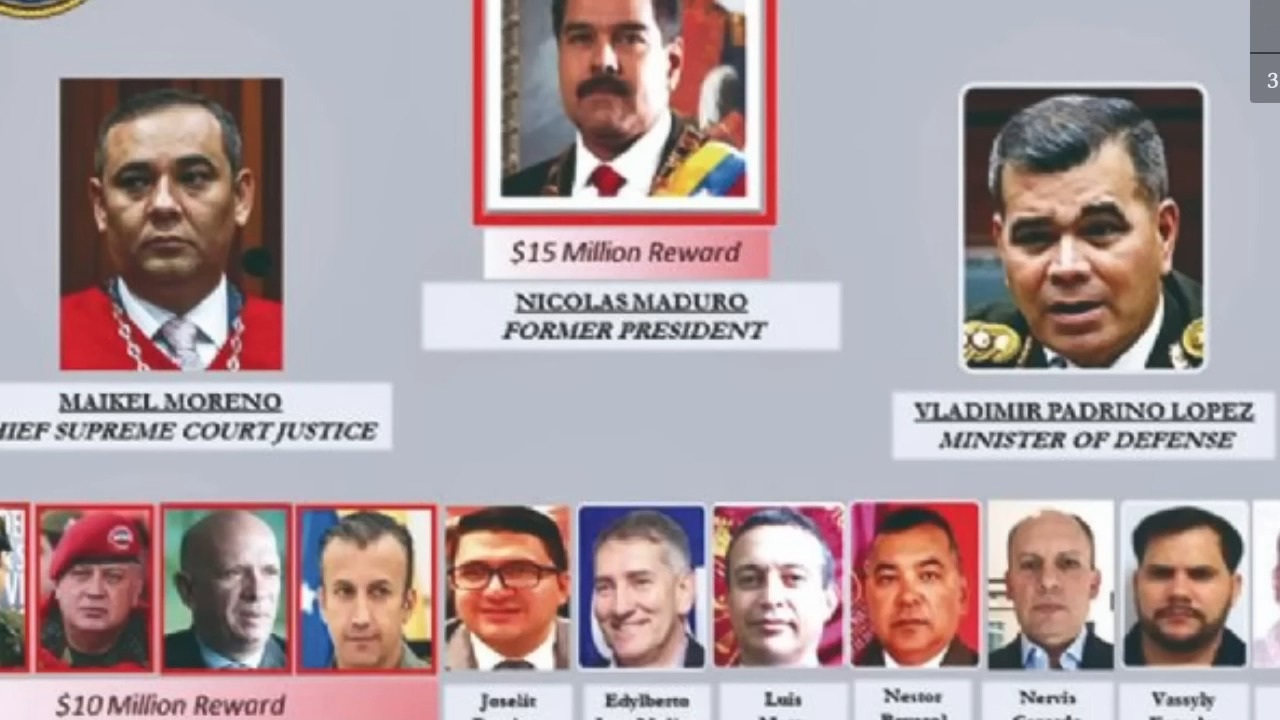 3
$15 Million Reward
NICOLAS MADURO
FORMER PRESIDENT
MAIKEL MORENO
HIEF SUPREME COURT JUSTICE
VLADIMIR PADRINO LOPEZ
MINISTER OF DEFENSE
$10 Million Reward
Joselit
Edylberto
Luis
Nestor
Nervis
Vassyly